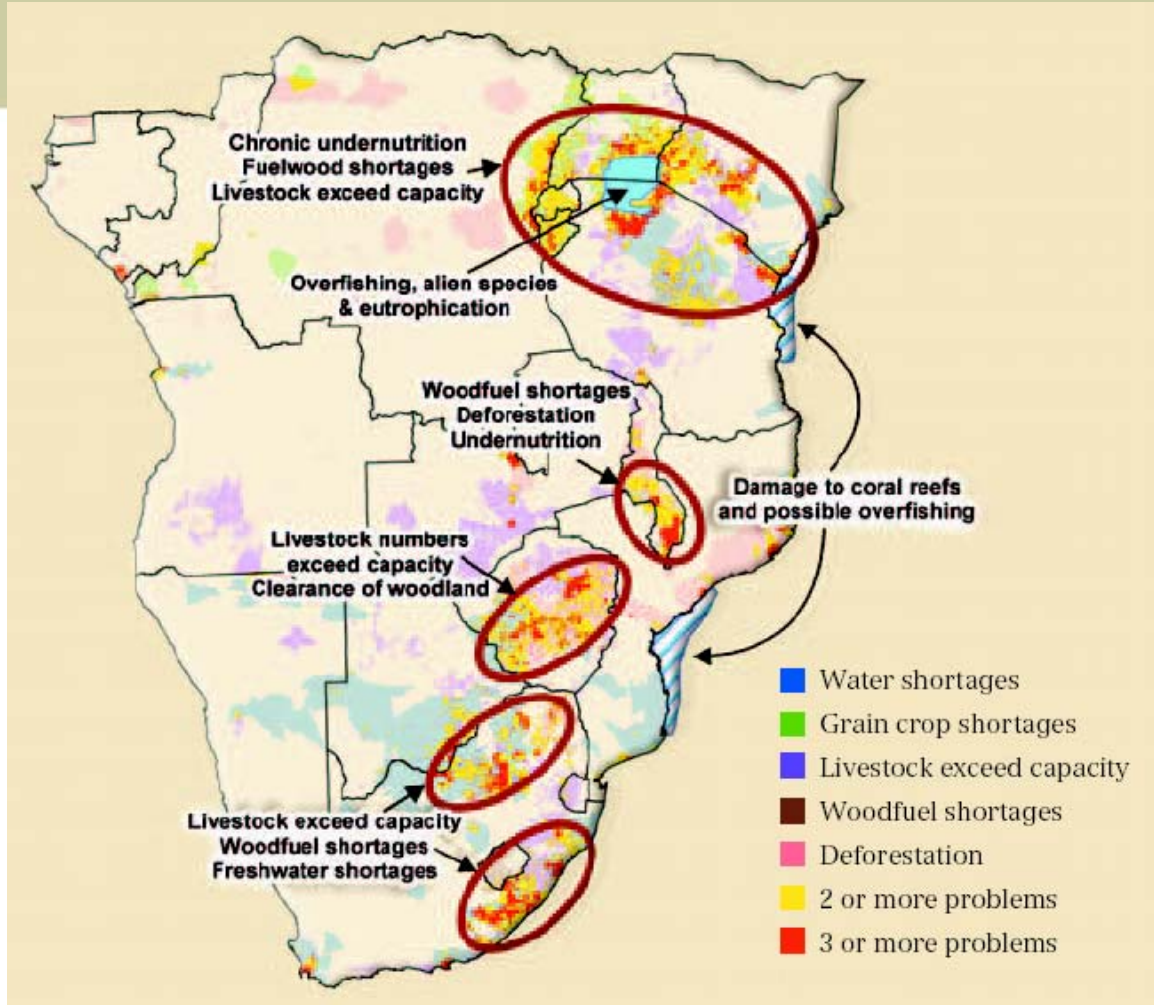 Chronic undernutrition
Fuelwood shortages
Livestock exceed capacity
Overfishing, alien species
& eutrophication
Woodfuel shortages
Deforestation
Undernutrition
Damage to coral reefs
and possible overfishing
Livestock numbers
exceed capacity
Clearance of woodland
Livestock exceed capacity
Woodfuel shortages
Freshwater shortages
Water shortages
Grain crop shortages
Livestock exceed capacity
Woodfuel shortages
Deforestation
2 or more problems
3 or more problems